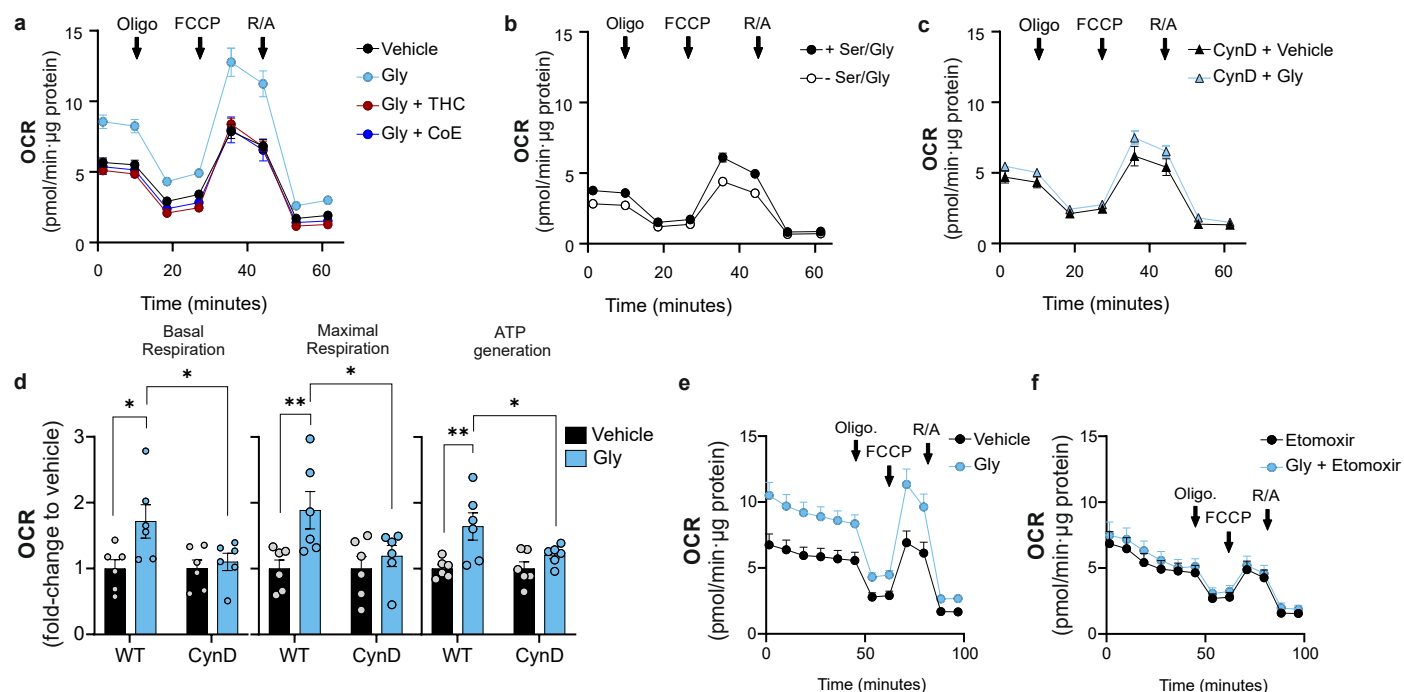 a
Oligo FCCP R/A
15
10
5
0
OCR
(pmol/min·µg protein)
0 20 40 60
Time (minutes)
Vehicle
Gly
Gly + THC
Gly + CoE
b
Oligo FCCP R/A
15
10
5
0
OCR
(pmol/min·µg protein)
0 20 40 60
Time (minutes)
+ Ser/Gly
- Ser/Gly
c
Oligo FCCP R/A
15
10
5
0
OCR
(pmol/min·µg protein)
0 20 40 60
Time (minutes)
CynD + Vehicle
CynD + Gly
d
Basal
Respiration
Maximal
Respiration
ATP
generation
* *
** *
** *
3
2
1
0
OCR
(fold-change to vehicle)
WT CynD WT CynD WT CynD
Vehicle
Gly
e
Oligo.
FCCP
R/A
15
10
5
0
OCR
(pmol/min·µg protein)
0 50 100
Time (minutes)
Vehicle
Gly
f
Oligo.
FCCP
R/A
15
10
5
0
OCR
(pmol/min·µg protein)
0 50 100
Time (minutes)
Etomoxir
Gly + Etomoxir